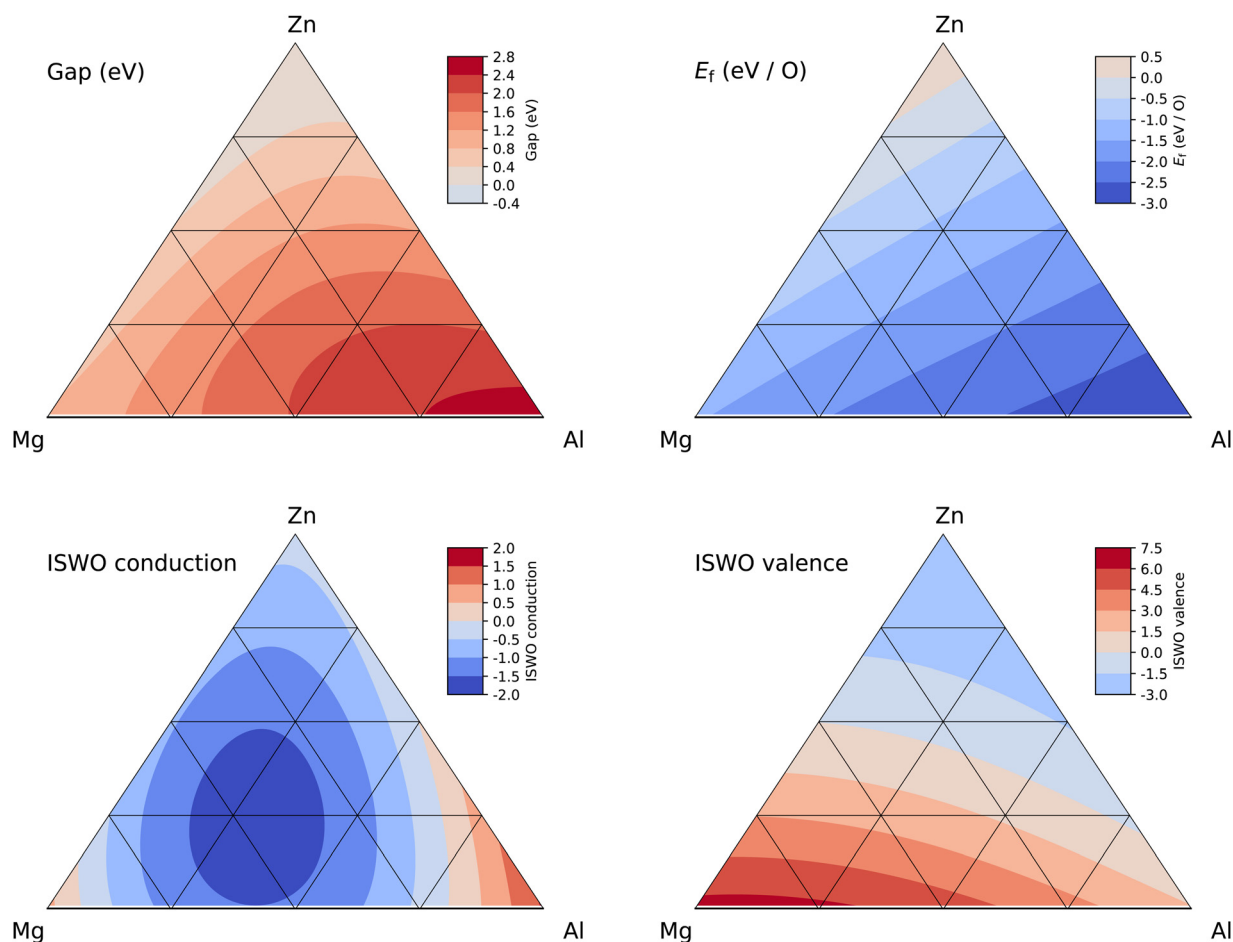 Zn
Gap (eV)
2.8
2.4
2.0
1.6
1.2
0.8
0.4
0.0
-0.4
Gap (eV)
Mg
Al
Zn
E_f (eV / O)
0.5
0.0
-0.5
-1.0
-1.5
-2.0
-2.5
-3.0
E_f (eV / O)
Mg
Al
Zn
ISWO conduction
2.0
1.5
1.0
0.5
0.0
-0.5
-1.0
-1.5
-2.0
ISWO conduction
Mg
Al
Zn
ISWO valence
7.5
6.0
4.5
3.0
1.5
0.0
-1.5
-3.0
ISWO valence
Mg
Al